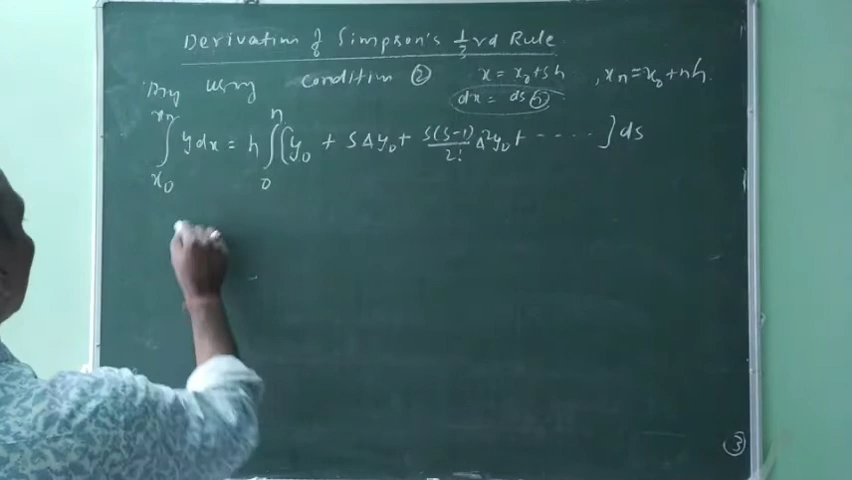 Derivation of Simpson's 1/3 rd Rule
By using condition ② x = x₀ + sh , xₙ = x₀ + nh.
dx = ds h
∫_{x₀}^{xₙ} y dx = h ∫_{0}^{n} [y₀ + sΔy₀ + s(s-1)/2! Δ²y₀ + - - - - - ] ds
③